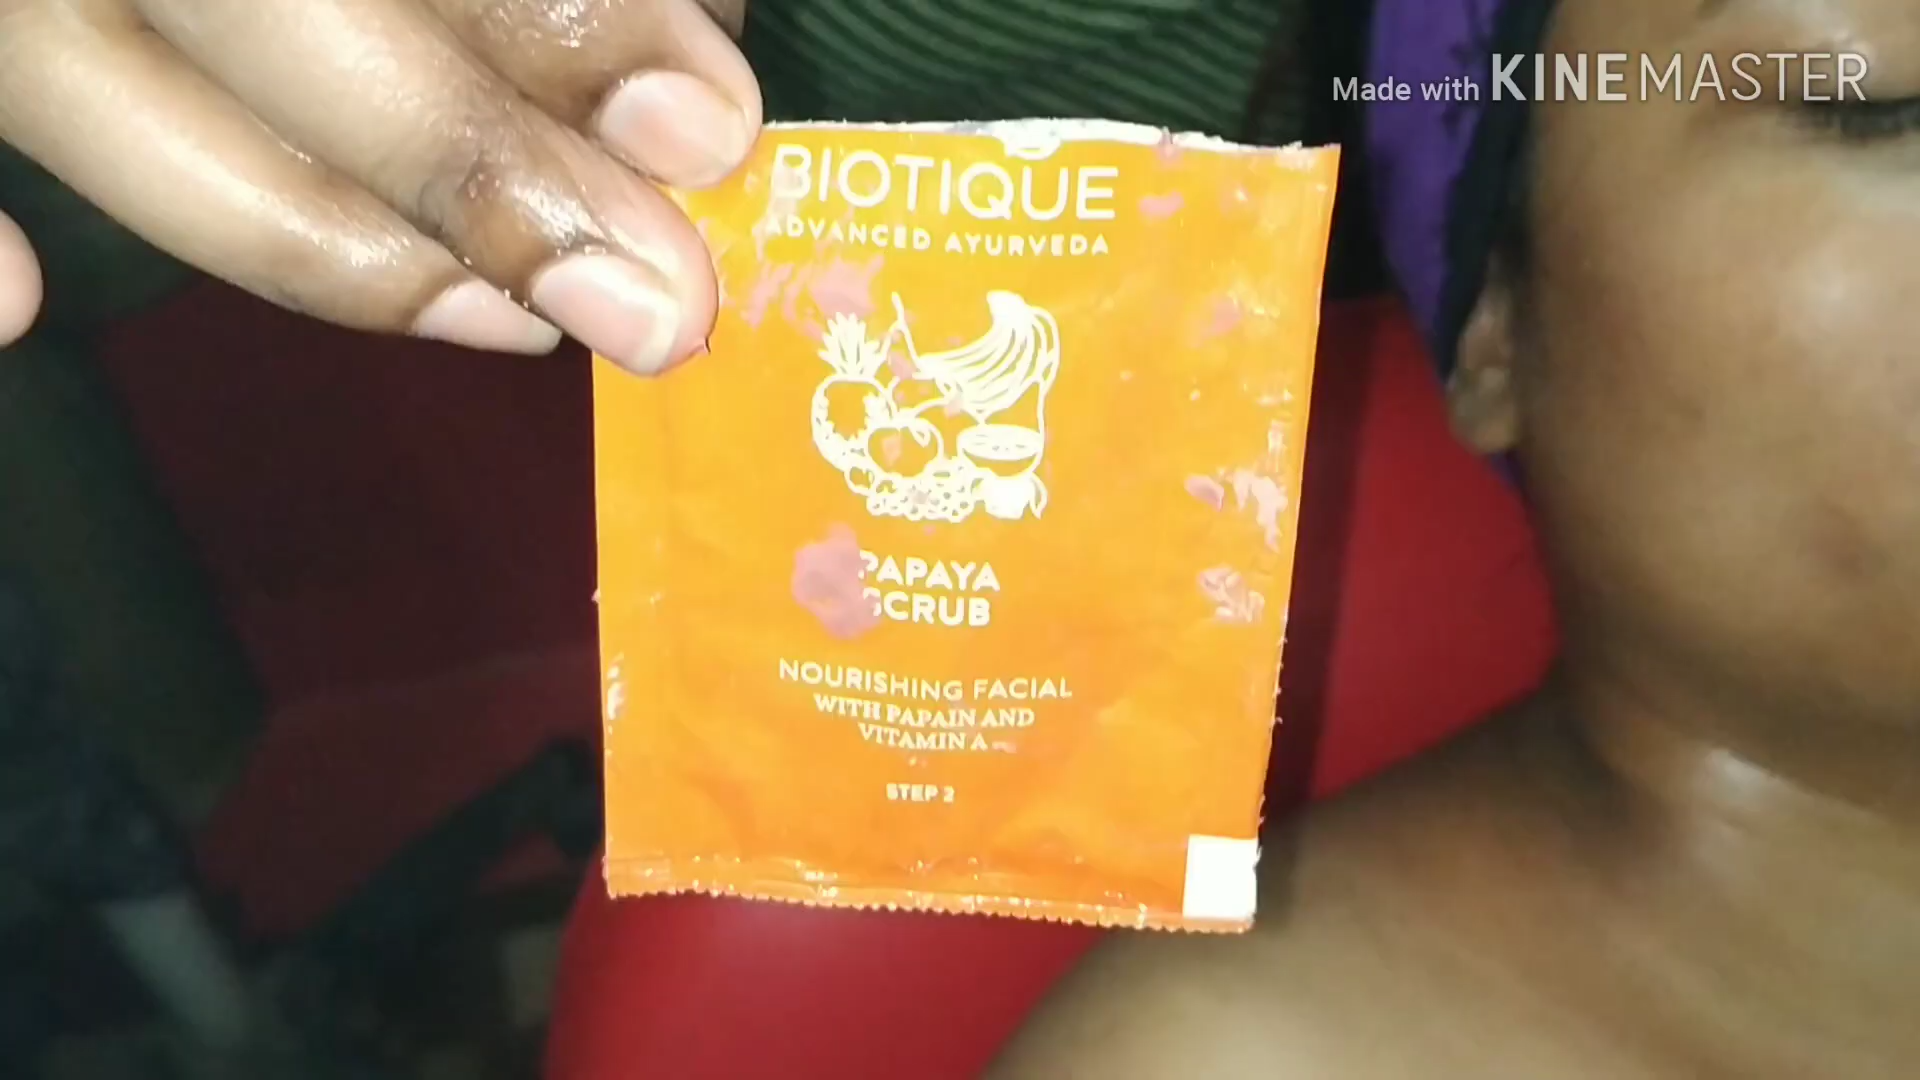 Made with KINEMASTER
BIOTIQUE
ADVANCED AYURVEDA
PAPAYA
SCRUB
NOURISHING FACIAL
WITH PAPAIN AND
VITAMIN A
STEP 2